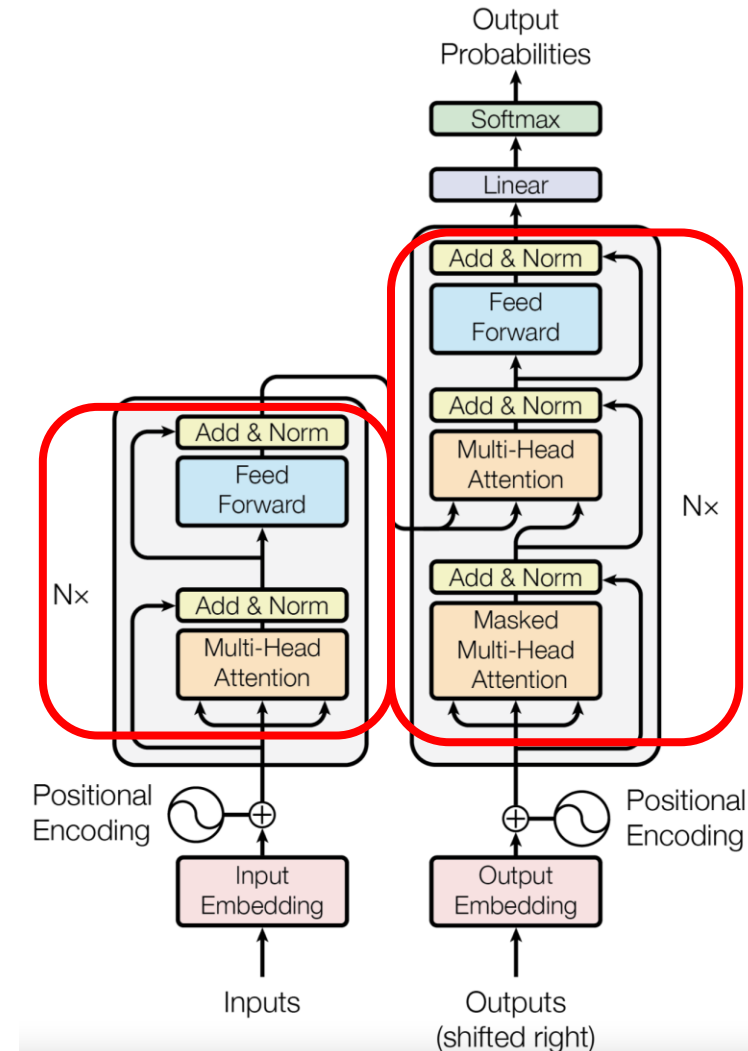 Output
Probabilities
Softmax
Linear
Add & Norm
Feed
Forward
Add & Norm
Multi-Head
Attention
Nx
Add & Norm
Masked
Multi-Head
Attention
Add & Norm
Feed
Forward
Nx
Add & Norm
Multi-Head
Attention
Positional
Encoding
Positional
Encoding
Input
Embedding
Output
Embedding
Inputs
Outputs
(shifted right)